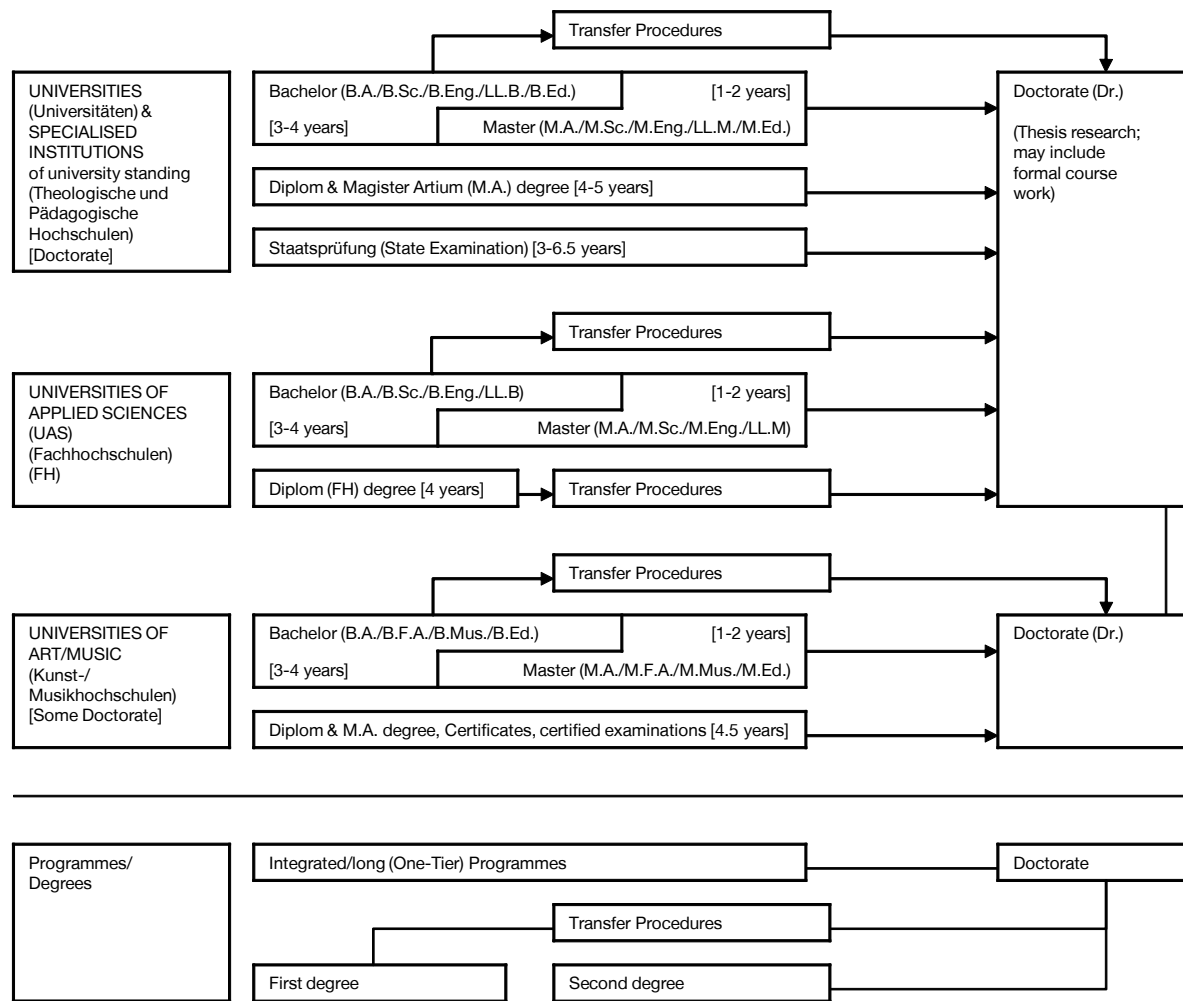 Transfer Procedures
UNIVERSITIES
(Universitäten) &
SPECIALISED
INSTITUTIONS
of university standing
(Theologische und
Pädagogische
Hochschulen)
[Doctorate]
Bachelor (B.A./B.Sc./B.Eng./LL.B./B.Ed.)
[1-2 years]
[3-4 years]
Master (M.A./M.Sc./M.Eng./LL.M./M.Ed.)
Diplom & Magister Artium (M.A.) degree [4-5 years]
Staatsprüfung (State Examination) [3-6.5 years]
Doctorate (Dr.)
(Thesis research;
may include
formal course
work)
Transfer Procedures
UNIVERSITIES OF
APPLIED SCIENCES
(UAS)
(Fachhochschulen)
(FH)
Bachelor (B.A./B.Sc./B.Eng./LL.B)
[1-2 years]
[3-4 years]
Master (M.A./M.Sc./M.Eng./LL.M)
Diplom (FH) degree [4 years]
Transfer Procedures
Transfer Procedures
UNIVERSITIES OF
ART/MUSIC
(Kunst-/
Musikhochschulen)
[Some Doctorate]
Bachelor (B.A./B.F.A./B.Mus./B.Ed.)
[1-2 years]
[3-4 years]
Master (M.A./M.F.A./M.Mus./M.Ed.)
Diplom & M.A. degree, Certificates, certified examinations [4.5 years]
Doctorate (Dr.)
Programmes/
Degrees
Integrated/long (One-Tier) Programmes
Doctorate
Transfer Procedures
First degree
Second degree